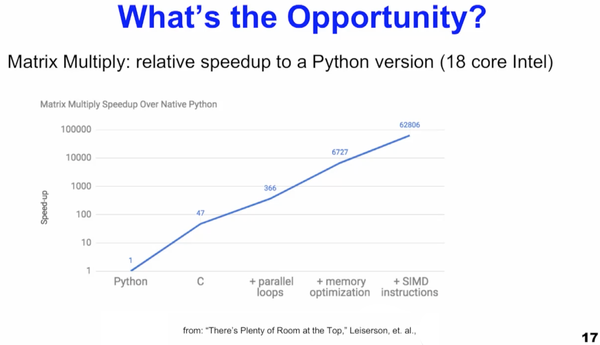 What's the Opportunity?
Matrix Multiply: relative speedup to a Python version (18 core Intel)
Matrix Multiply Speedup Over Native Python
100000
10000
1000
100
10
1
Speed-up
1
47
366
6727
62806
Python
C
+ parallel
loops
+ memory
optimization
+ SIMD
instructions
from: "There's Plenty of Room at the Top," Leiserson, et. al.,
17